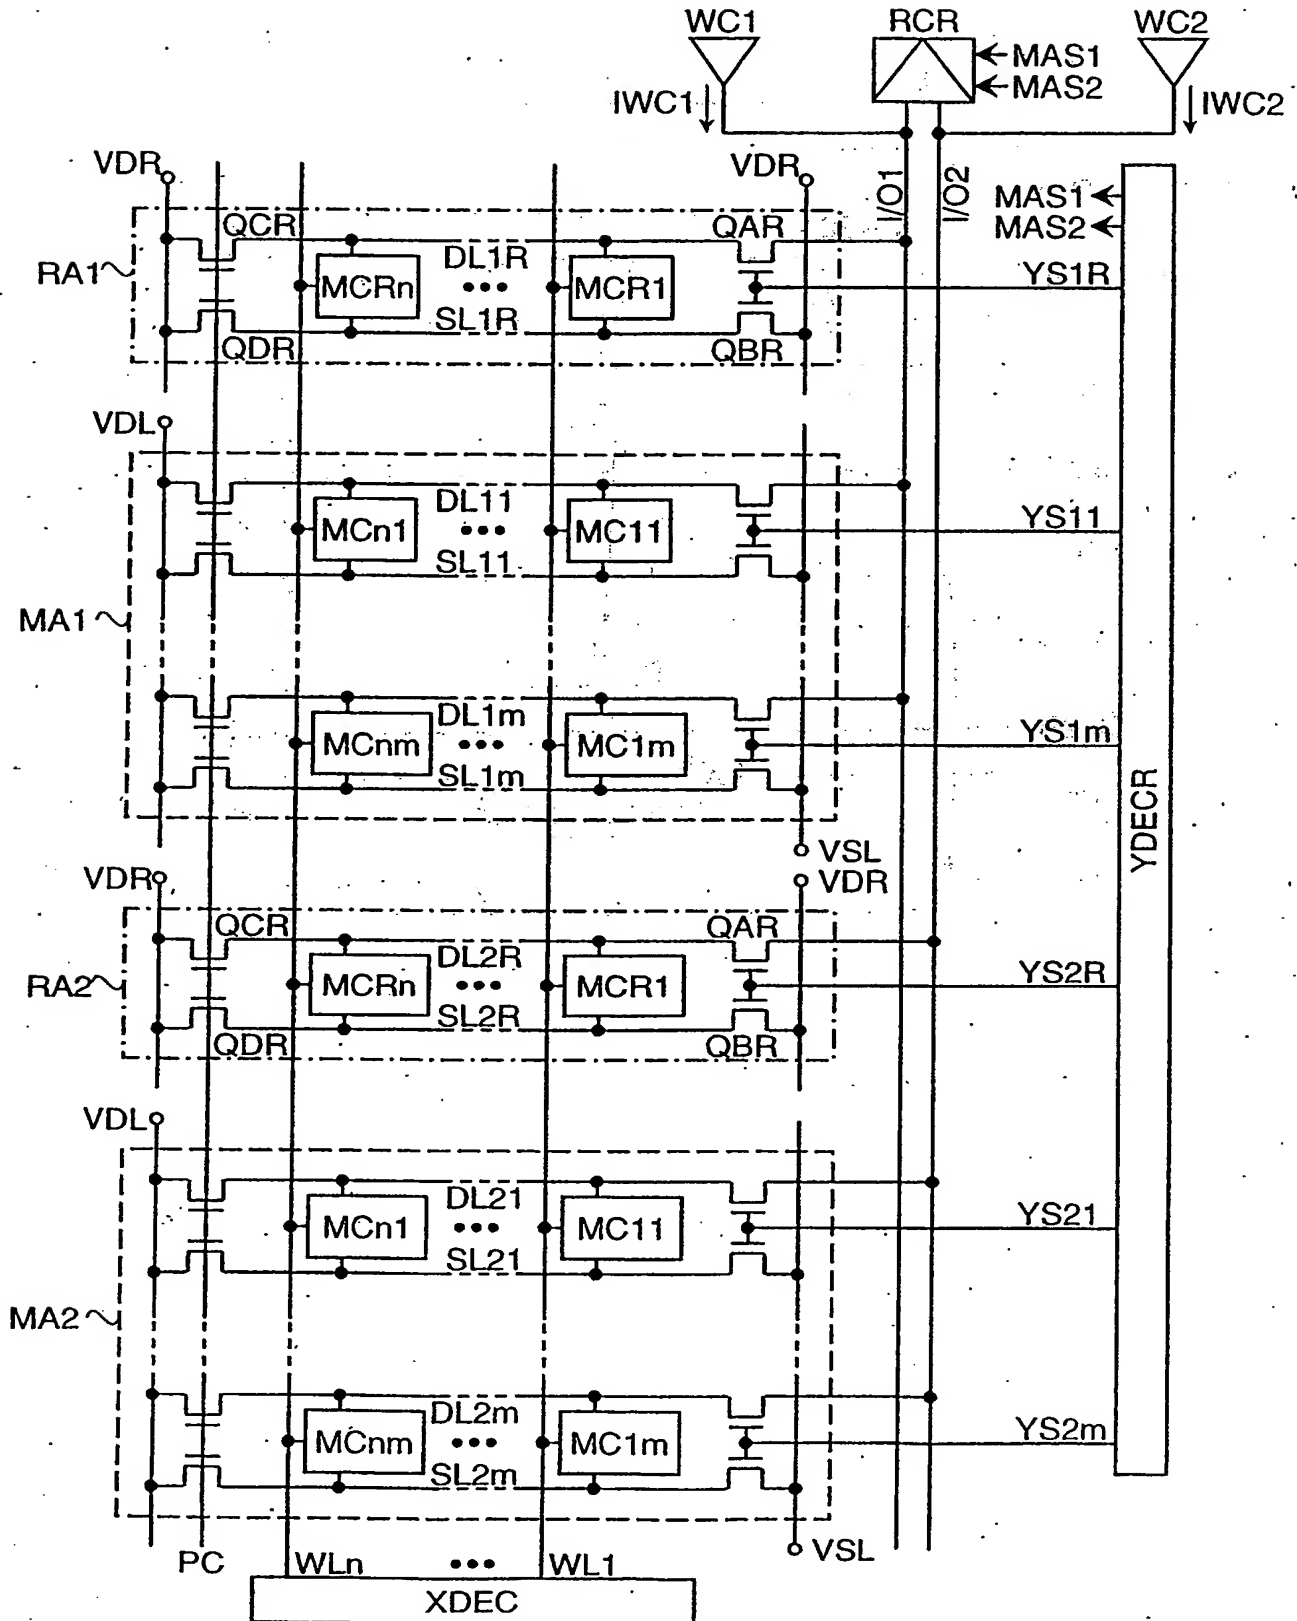 WC1 RCR WC2
MAS1
MAS2
IWC1 IWC2
VDR VDR
I/O1 I/O2
MAS1
MAS2
QCR QAR
RA1 MCRn DL1R ••• SL1R MCR1 YS1R
QDR QBR
VDL
MCn1 DL11 ••• SL11 MC11 YS11
MA1
MCnm DL1m ••• SL1m MC1m YS1m
YDECR
VSL
VDR VDR
QCR QAR
RA2 MCRn DL2R ••• SL2R MCR1 YS2R
QDR QBR
VDL
MCn1 DL21 ••• SL21 MC11 YS21
MA2
MCnm DL2m ••• SL2m MC1m YS2m
PC WLn ••• WL1 VSL
XDEC